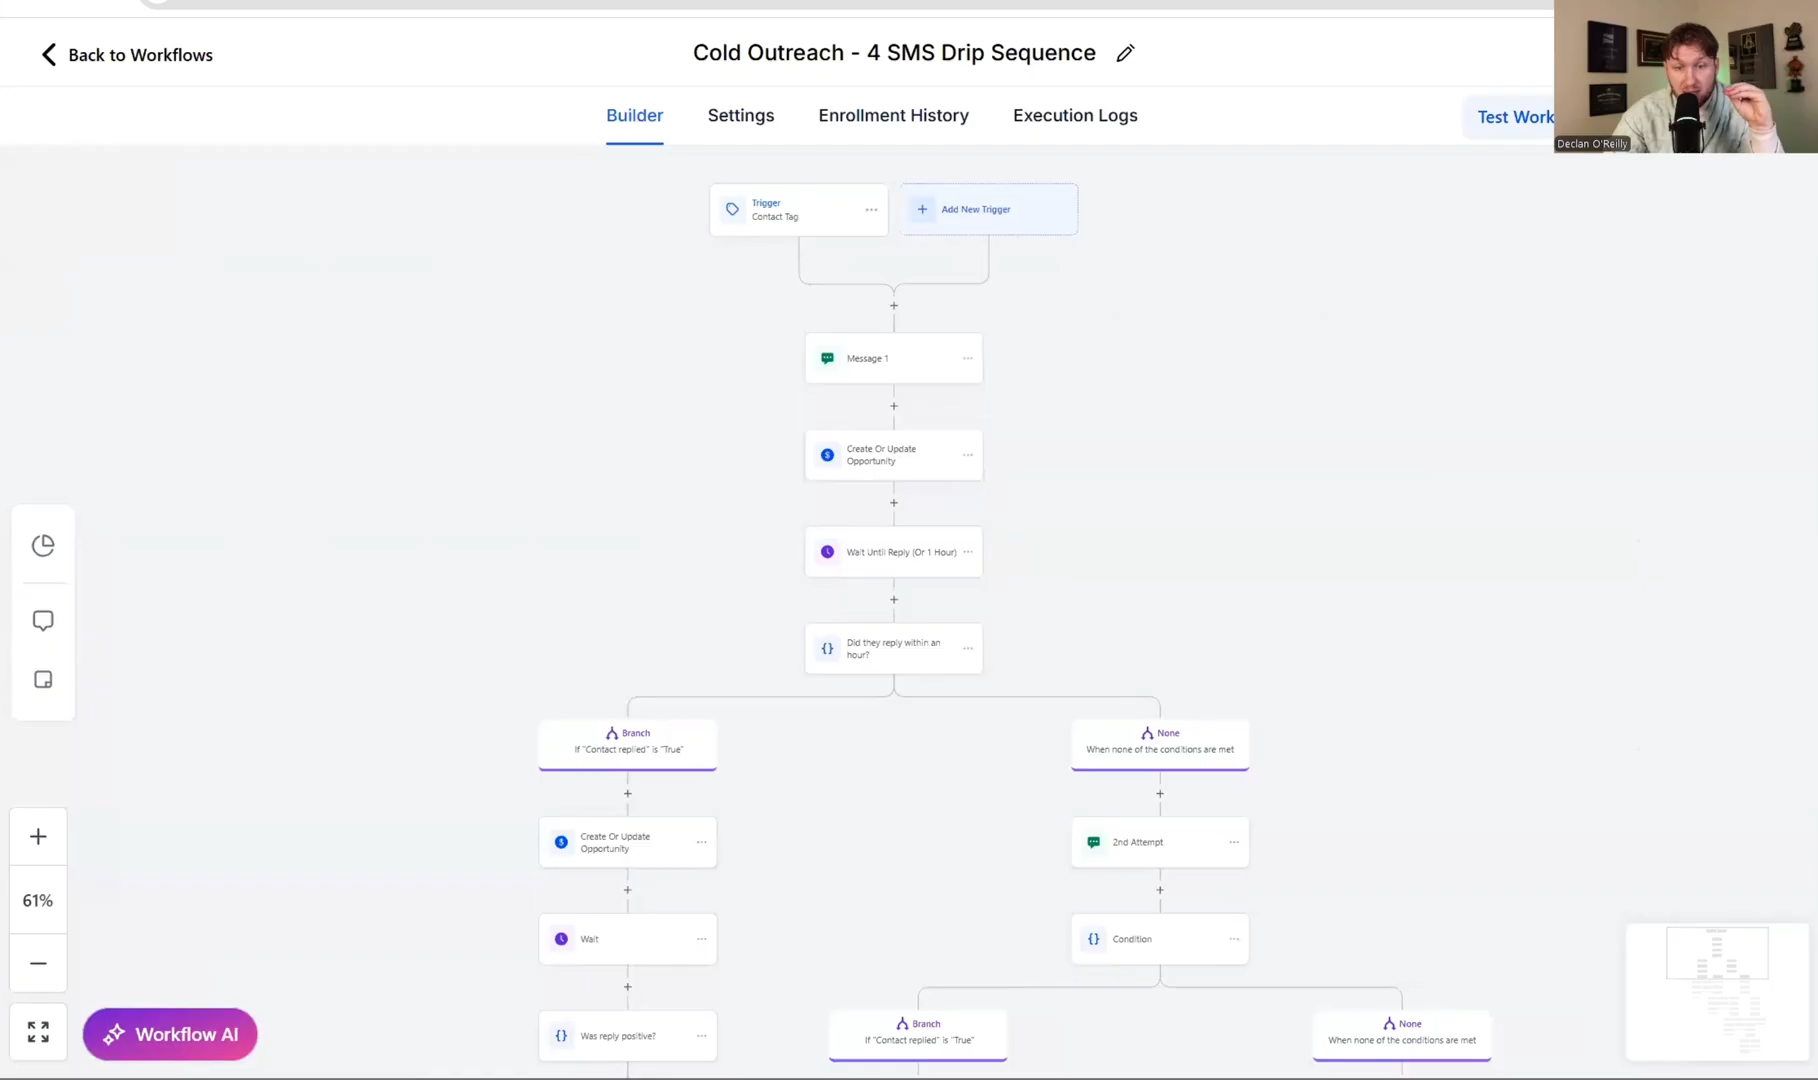 Back to Workflows
Cold Outreach - 4 SMS Drip Sequence
Builder
Settings
Enrollment History
Execution Logs
Test Work
Declan O'Reilly
Trigger
Contact Tag
Add New Trigger
Message 1
Create Or Update
Opportunity
Wait Until Reply (Or 1 Hour)
Did they reply within an
hour?
Branch
If "Contact replied" is "True"
None
When none of the conditions are met
Create Or Update
Opportunity
2nd Attempt
Wait
Condition
Was reply positive?
Branch
If "Contact replied" is "True"
None
When none of the conditions are met
61%
Workflow AI